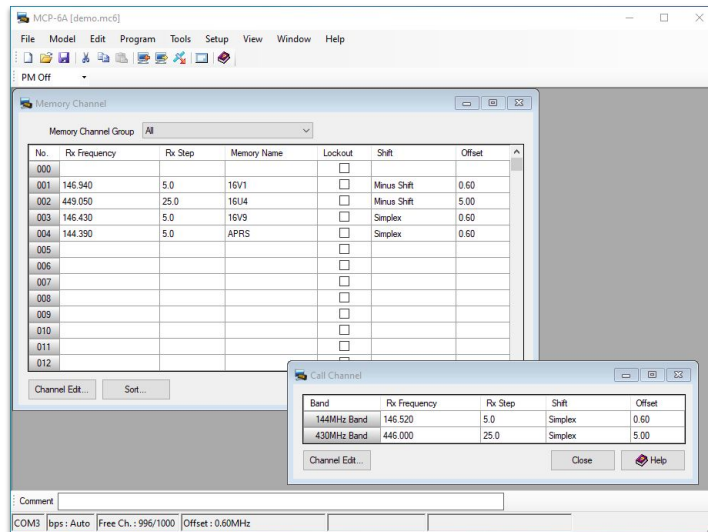 MCP-6A [demo.mc6]
File Model Edit Program Tools Setup View Window Help
PM Off
Memory Channel
Memory Channel Group All
No. Rx Frequency Rx Step Memory Name Lockout Shift Offset
000
001 146.940 5.0 16V1 Minus Shift 0.60
002 449.050 25.0 16U4 Minus Shift 5.00
003 146.430 5.0 16V9 Simplex 0.60
004 144.390 5.0 APRS Simplex 0.60
005
006
007
008
009
010
011
012
Channel Edit... Sort...
Call Channel
Band Rx Frequency Rx Step Shift Offset
144MHz Band 146.520 5.0 Simplex 0.60
430MHz Band 446.000 25.0 Simplex 5.00
Channel Edit... Close Help
Comment
COM3 bps : Auto Free Ch. : 996/1000 Offset : 0.60MHz